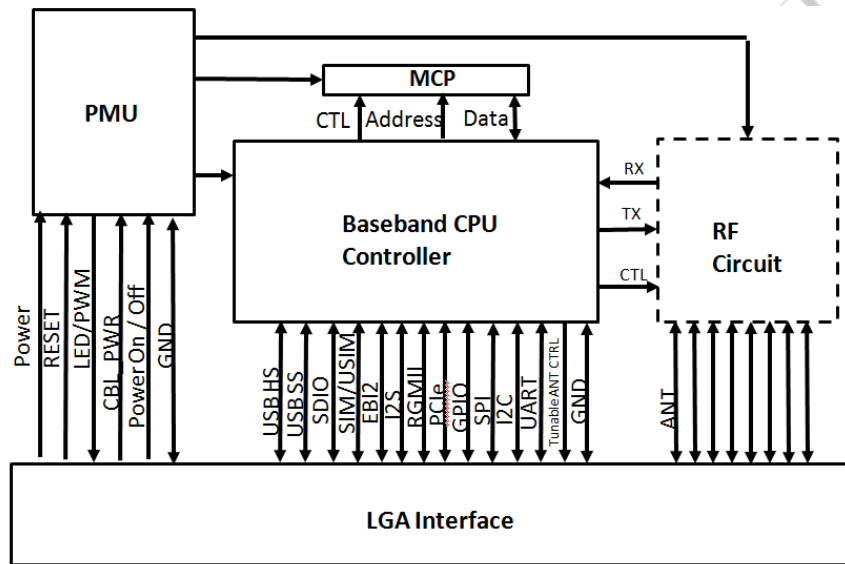 MCP
PMU
CTL Address Data
RX
Baseband CPU
Controller
TX
RF
Circuit
CTL
Power
RESET
LED/PWM
CBL_PWR
Power On / Off
GND
USB HS
USB SS
SDIO
SIM/USIM
EBI2
I2S
RGMII
PCIe
GPIO
SPI
I2C
UART
Tunable ANT CTRL
GND
ANT
LGA Interface